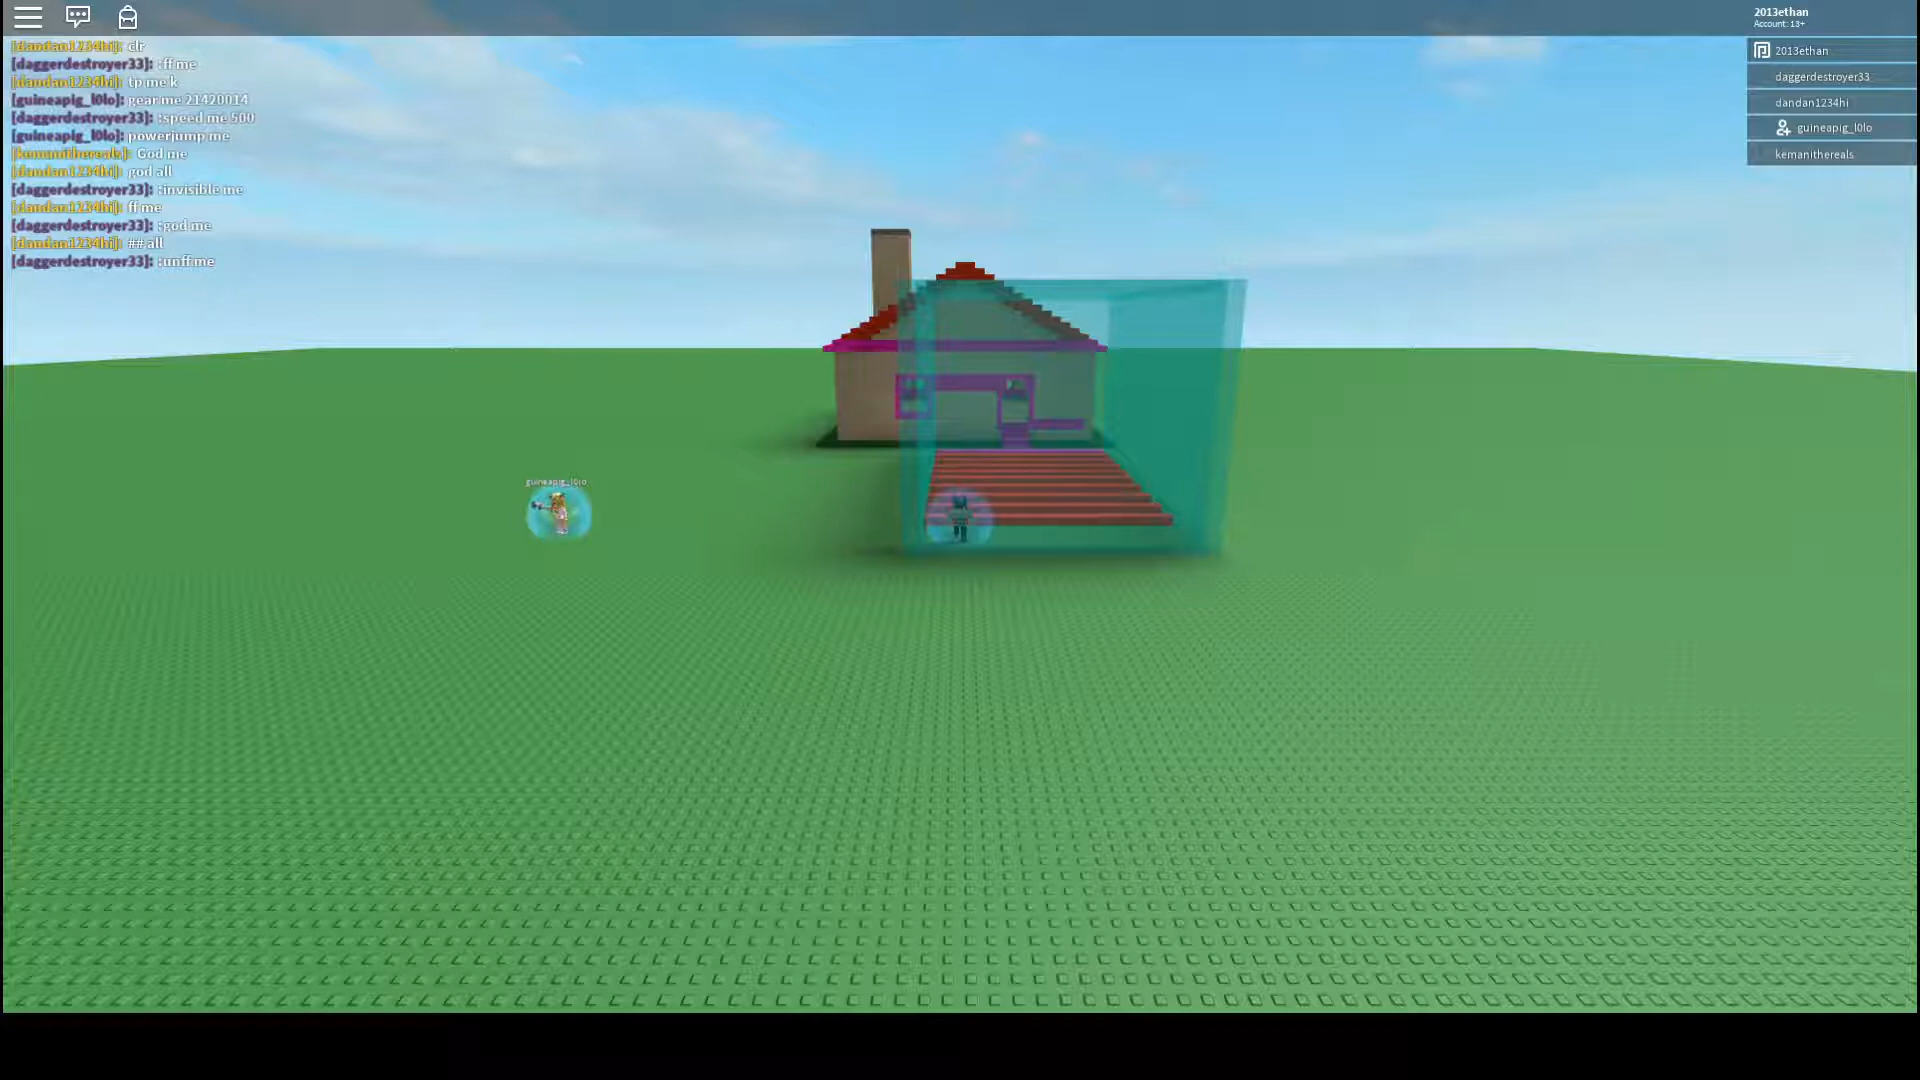 2013ethan
Account: 13+
[dandan1234hi]: clr
[daggerdestroyer33]: :ff me
[dandan1234hi]: tp me k
[guineapig_l0lo]: gear me 21420014
[daggerdestroyer33]: :speed me 500
[guineapig_l0lo]: powerjump me
[kemanithereals]: God me
[dandan1234hi]: god all
[daggerdestroyer33]: :invisible me
[dandan1234hi]: ff me
[daggerdestroyer33]: :god me
[dandan1234hi]: ## all
[daggerdestroyer33]: :unff me
2013ethan
daggerdestroyer33
dandan1234hi
guineapig_l0lo
kemanithereals
guineapig_l0lo